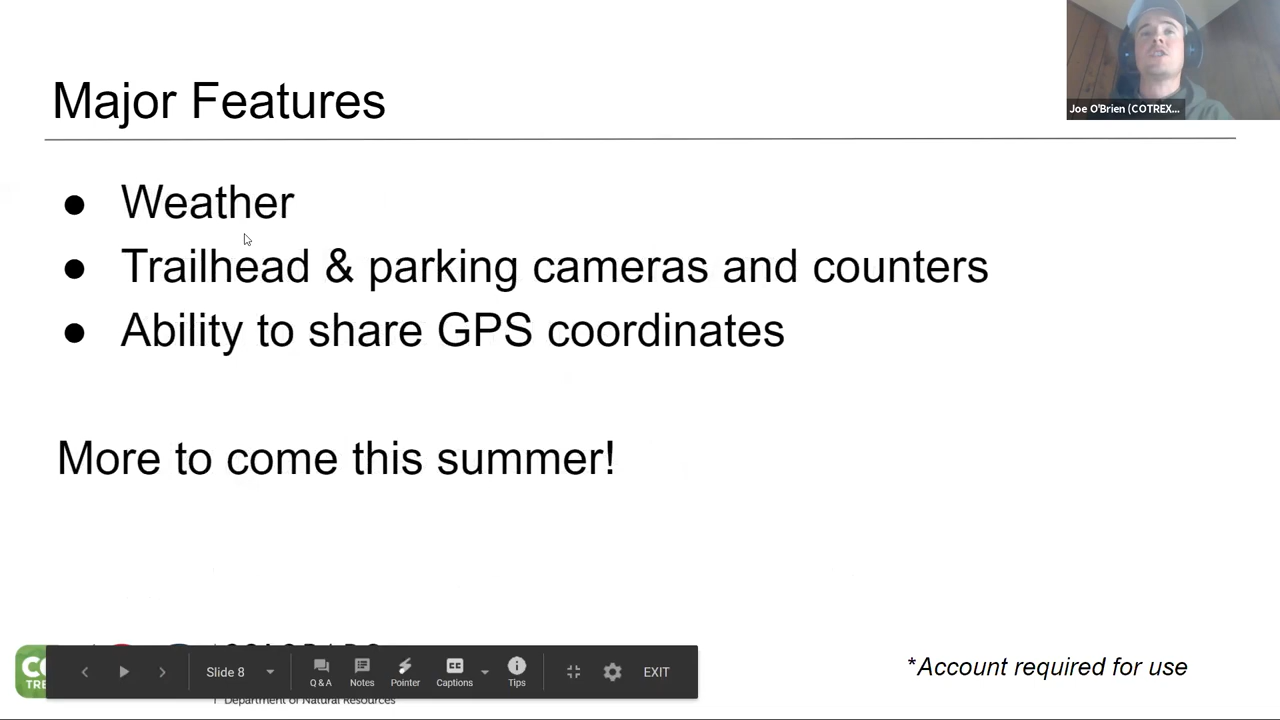 Major Features
Joe O'Brien (COTREX...
● Weather
● Trailhead & parking cameras and counters
● Ability to share GPS coordinates
More to come this summer!
*Account required for use
Slide 8
Q & A
Notes
Pointer
CC
Captions
Tips
EXIT
Department of Natural Resources